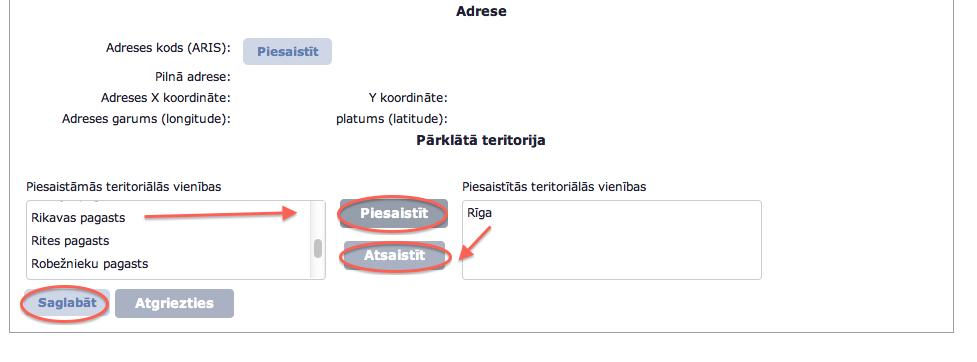 Adrese
Adreses kods (ARIS): Piesaistīt
Pilnā adrese:
Adreses X koordināte: Y koordināte:
Adreses garums (longitude): platums (latitude):
Pārklātā teritorija
Piesaistāmās teritoriālās vienības Piesaistītās teritoriālās vienības
Rikavas pagasts Piesaistīt Rīga
Rites pagasts
Robežnieku pagasts Atsaistīt
Saglabāt Atgriezties